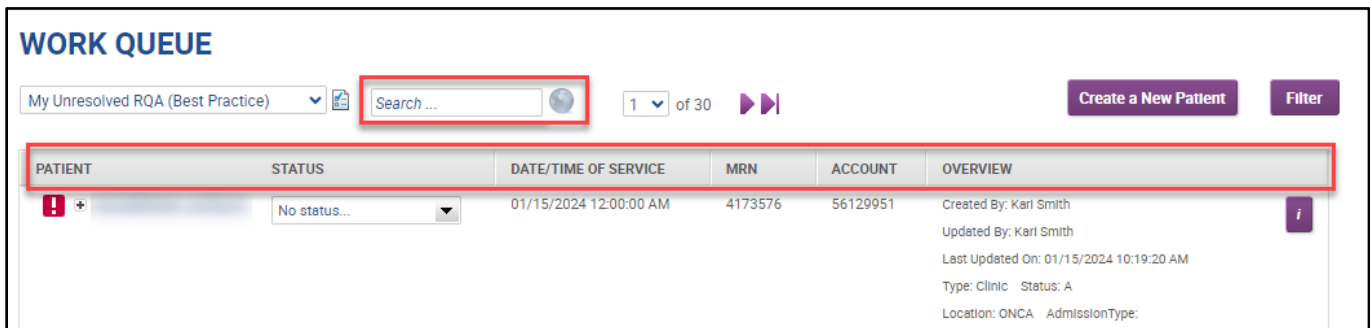 WORK QUEUE
My Unresolved RQA (Best Practice) Search ... 1 of 30 Create a New Patient Filter
PATIENT STATUS DATE/TIME OF SERVICE MRN ACCOUNT OVERVIEW
! No status... 01/15/2024 12:00:00 AM 4173576 56129951 Created By: Kari Smith i
Updated By: Kari Smith
Last Updated On: 01/15/2024 10:19:20 AM
Type: Clinic Status: A
Location: ONCA AdmissionType: